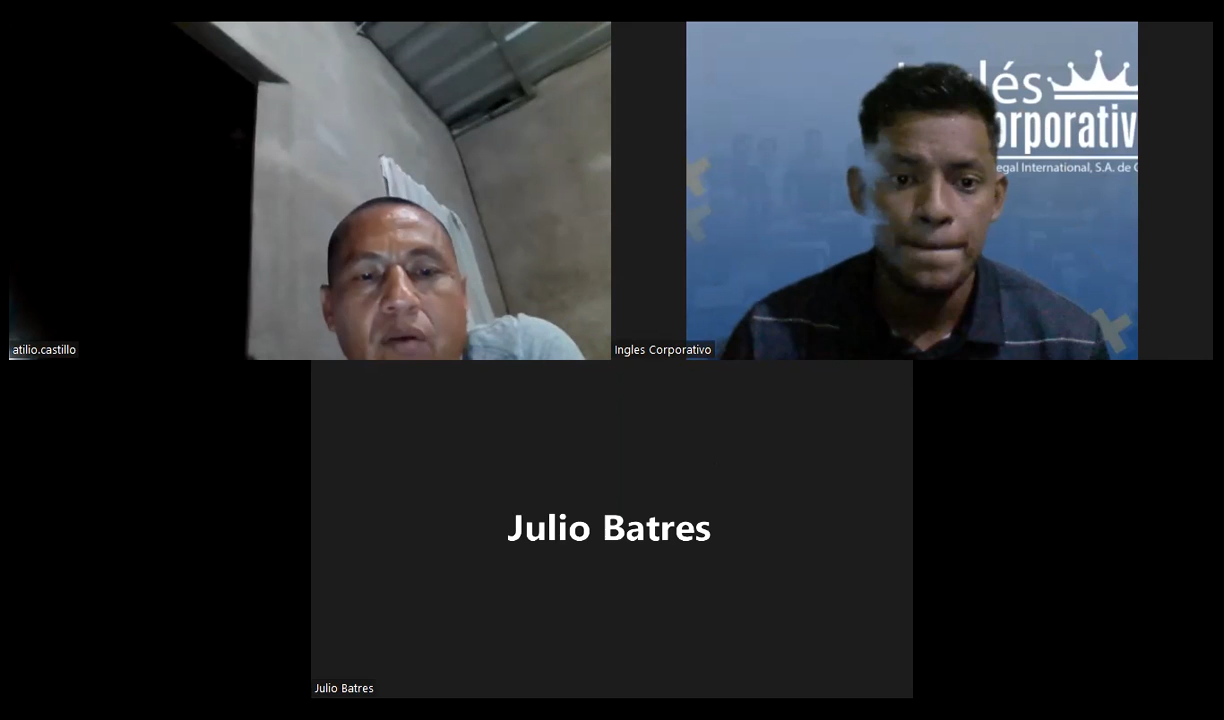 lés
orporativ
egal International, S.A. de C
atilio.castillo
Ingles Corporativo
Julio Batres
Julio Batres